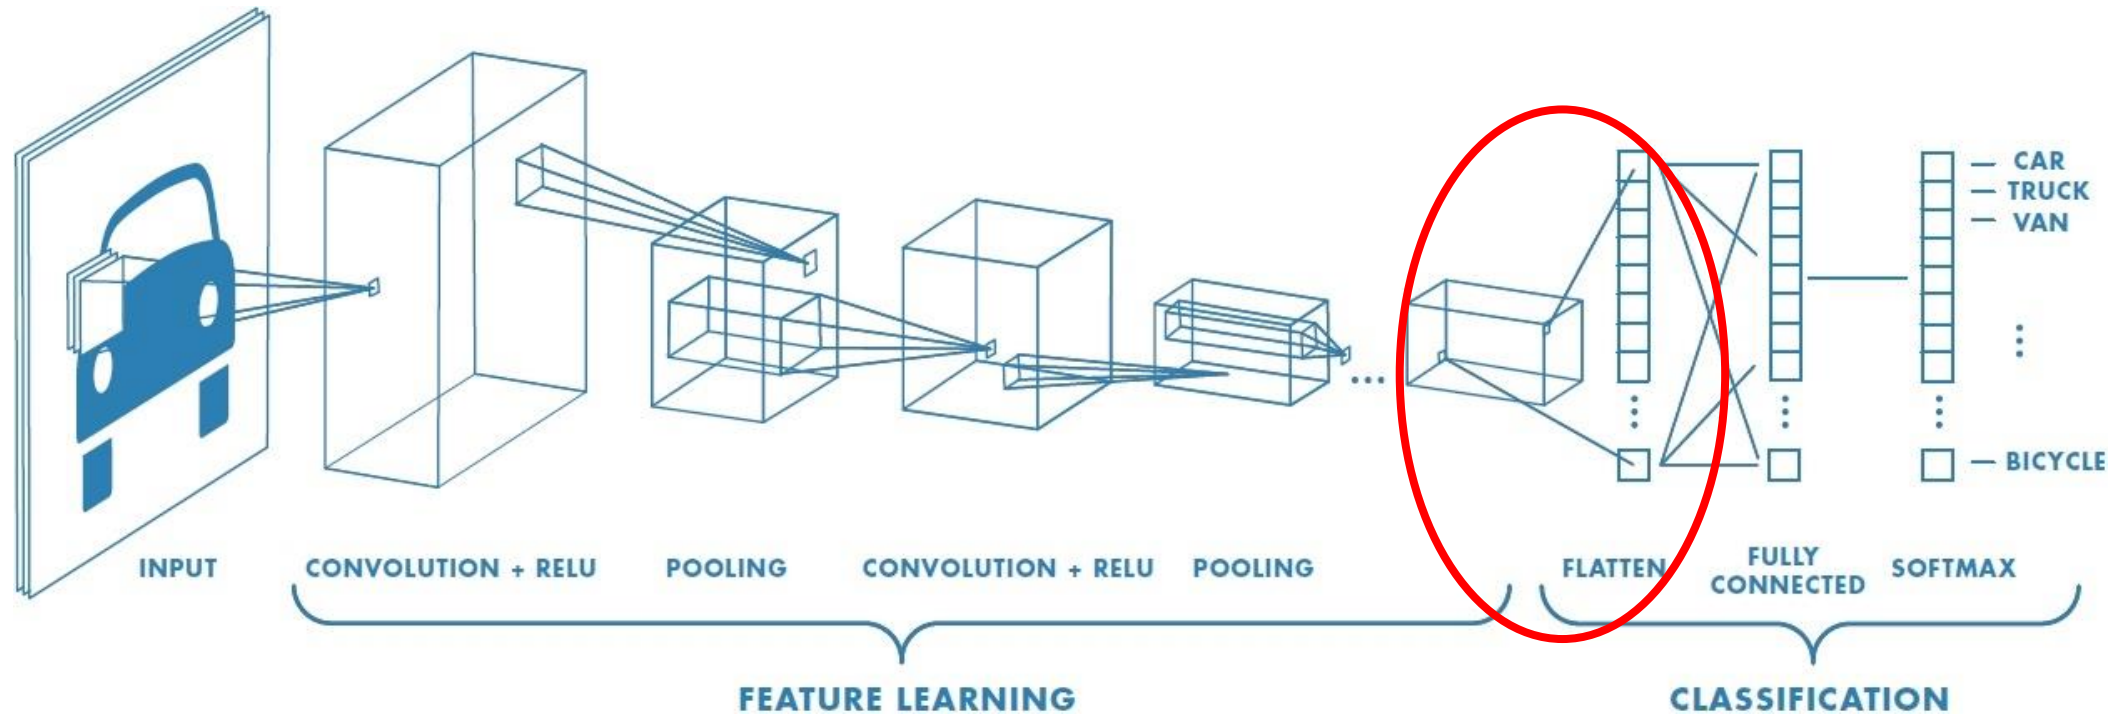 CAR
TRUCK
VAN
BICYCLE
INPUT
CONVOLUTION + RELU
POOLING
CONVOLUTION + RELU
POOLING
FLATTEN
FULLY
CONNECTED
SOFTMAX
FEATURE LEARNING
CLASSIFICATION